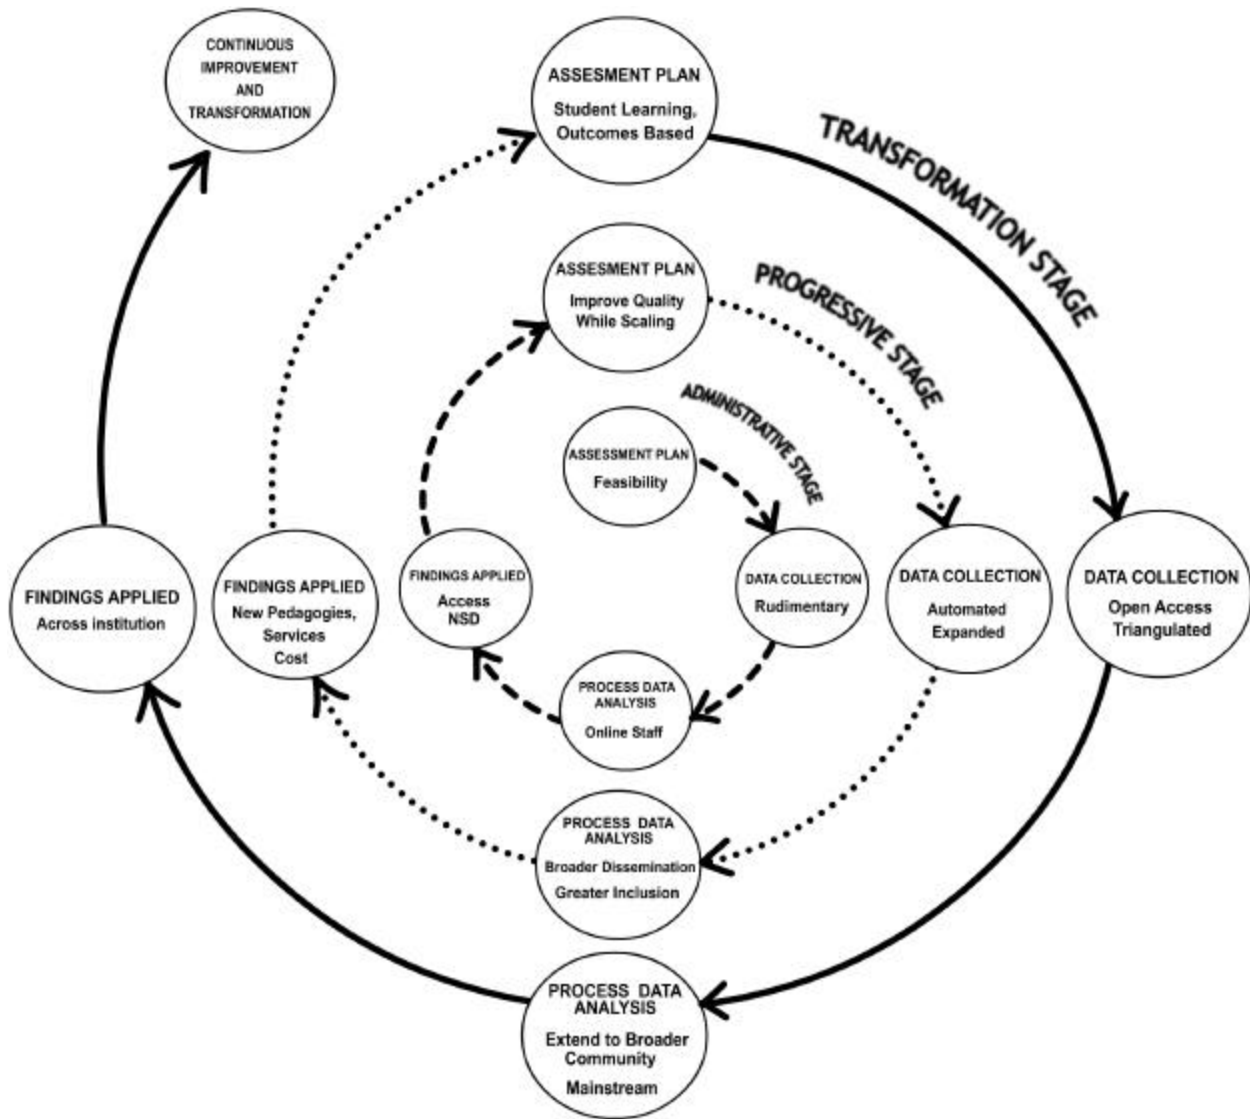 CONTINUOUS
IMPROVEMENT
AND
TRANSFORMATION
ASSESMENT PLAN
Student Learning,
Outcomes Based
TRANSFORMATION STAGE
ASSESMENT PLAN
Improve Quality
While Scaling
PROGRESSIVE STAGE
ASSESSMENT PLAN
Feasibility
ADMINISTRATIVE STAGE
FINDINGS APPLIED
Across institution
FINDINGS APPLIED
New Pedagogies,
Services
Cost
FINDINGS APPLIED
Access
NSD
DATA COLLECTION
Rudimentary
DATA COLLECTION
Automated
Expanded
DATA COLLECTION
Open Access
Triangulated
PROCESS DATA
ANALYSIS
Online Staff
PROCESS DATA
ANALYSIS
Broader Dissemination
Greater Inclusion
PROCESS DATA
ANALYSIS
Extend to Broader
Community
Mainstream